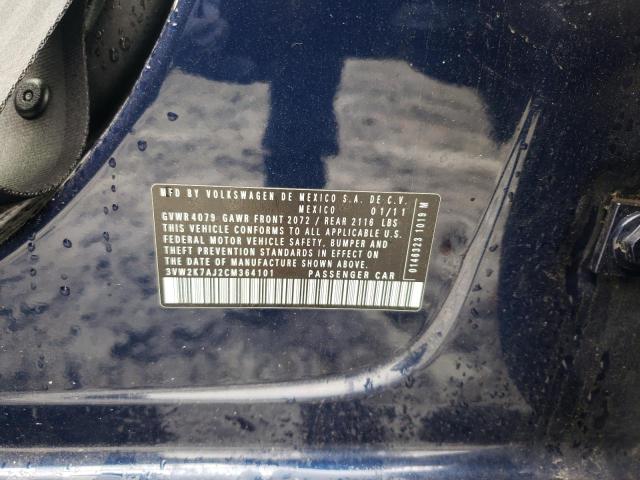 MFD BY VOLKSWAGEN DE MEXICO S.A. DE C.V.
MEXICO 01/11
GVWR 4079 GAWR FRONT 2072 / REAR 2116 LBS
THIS VEHICLE CONFORMS TO ALL APPLICABLE U.S.
FEDERAL MOTOR VEHICLE SAFETY, BUMPER AND
THEFT PREVENTION STANDARDS IN EFFECT ON
THE DATE OF MANUFACTURE SHOWN ABOVE.
3VW2K7AJ2CM364101 PASSENGER CAR
0146323 1019 M